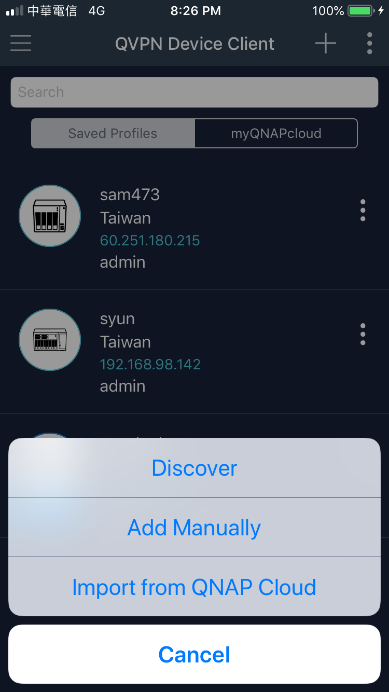 中華電信 4G 8:26 PM 100%
QVPN Device Client
Search
Saved Profiles myQNAPcloud
sam473
Taiwan
60.251.180.215
admin
syun
Taiwan
192.168.98.142
admin
Discover
Add Manually
Import from QNAP Cloud
Cancel